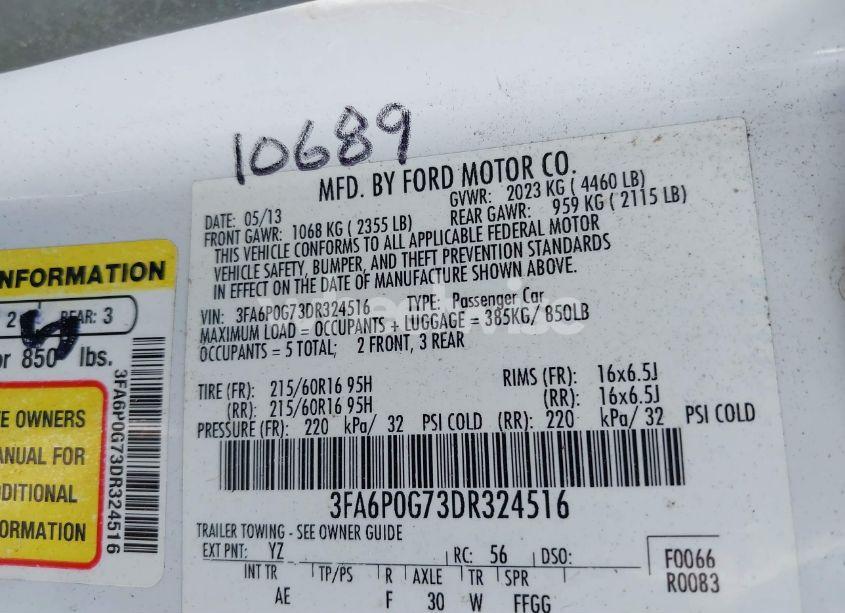 10689
MFD. BY FORD MOTOR CO.
DATE: 05/13 GVWR: 2023 KG ( 4460 LB)
FRONT GAWR: 1068 KG ( 2355 LB) REAR GAWR: 959 KG ( 2115 LB)
THIS VEHICLE CONFORMS TO ALL APPLICABLE FEDERAL MOTOR
VEHICLE SAFETY, BUMPER, AND THEFT PREVENTION STANDARDS
IN EFFECT ON THE DATE OF MANUFACTURE SHOWN ABOVE.
VIN: 3FA6P0G73DR324516 TYPE: Passenger Car
MAXIMUM LOAD = OCCUPANTS + LUGGAGE = 385KG/ 850LB
OCCUPANTS = 5 TOTAL; 2 FRONT, 3 REAR
TIRE (FR): 215/60R16 95H RIMS (FR): 16x6.5J
(RR): 215/60R16 95H (RR): 16x6.5J
PRESSURE (FR): 220 kPa/ 32 PSI COLD (RR): 220 kPa/ 32 PSI COLD
3FA6P0G73DR324516
TRAILER TOWING - SEE OWNER GUIDE
EXT PNT: YZ RC: 56 DSO: F0066
R0083
INT TR TP/PS R AXLE TR SPR
AE F 30 W FFGG
NFORMATION
2 REAR: 3
or 850 lbs.
TE OWNERS
ANUAL FOR
DDITIONAL
FORMATION
3FA6P0G73DR324516